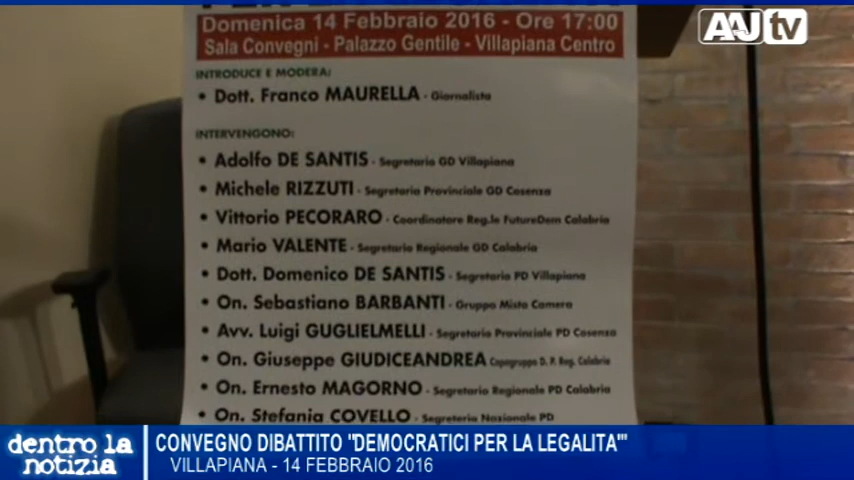 Domenica 14 Febbraio 2016 - Ore 17:00
Sala Convegni - Palazzo Gentile - Villapiana Centro
INTRODUCE E MODERA:
• Dott. Franco MAURELLA - Giornalista
INTERVENGONO:
• Adolfo DE SANTIS - Segretario GD Villapiana
• Michele RIZZUTI - Segretario Provinciale GD Cosenza
• Vittorio PECORARO - Coordinatore Reg.le FutureDem Calabria
• Mario VALENTE - Segretario Regionale GD Calabria
• Dott. Domenico DE SANTIS - Segretario PD Villapiana
• On. Sebastiano BARBANTI - Gruppo Misto Camera
• Avv. Luigi GUGLIELMELLI - Segretario Provinciale PD Cosenza
• On. Giuseppe GIUDICEANDREA Capogruppo D. P. Reg. Calabria
• On. Ernesto MAGORNO - Segretario Regionale PD Calabria
• On. Stefania COVELLO - Segreteria Nazionale PD
AAJtv
dentro la
notizia
CONVEGNO DIBATTITO "DEMOCRATICI PER LA LEGALITA'"
VILLAPIANA - 14 FEBBRAIO 2016